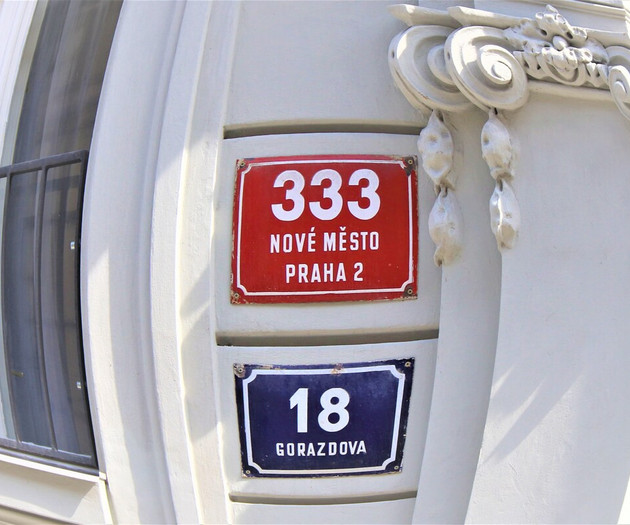 333
NOVÉ MĚSTO
PRAHA 2
18
GORAZDOVA